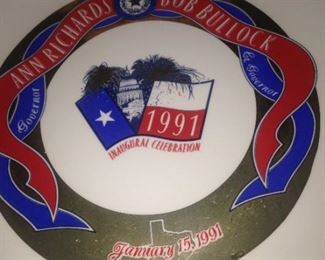 ANN RICHARDS BOB BULLOCK
Governor Lt. Governor
1991
INAUGURAL CELEBRATION
January 15, 1991